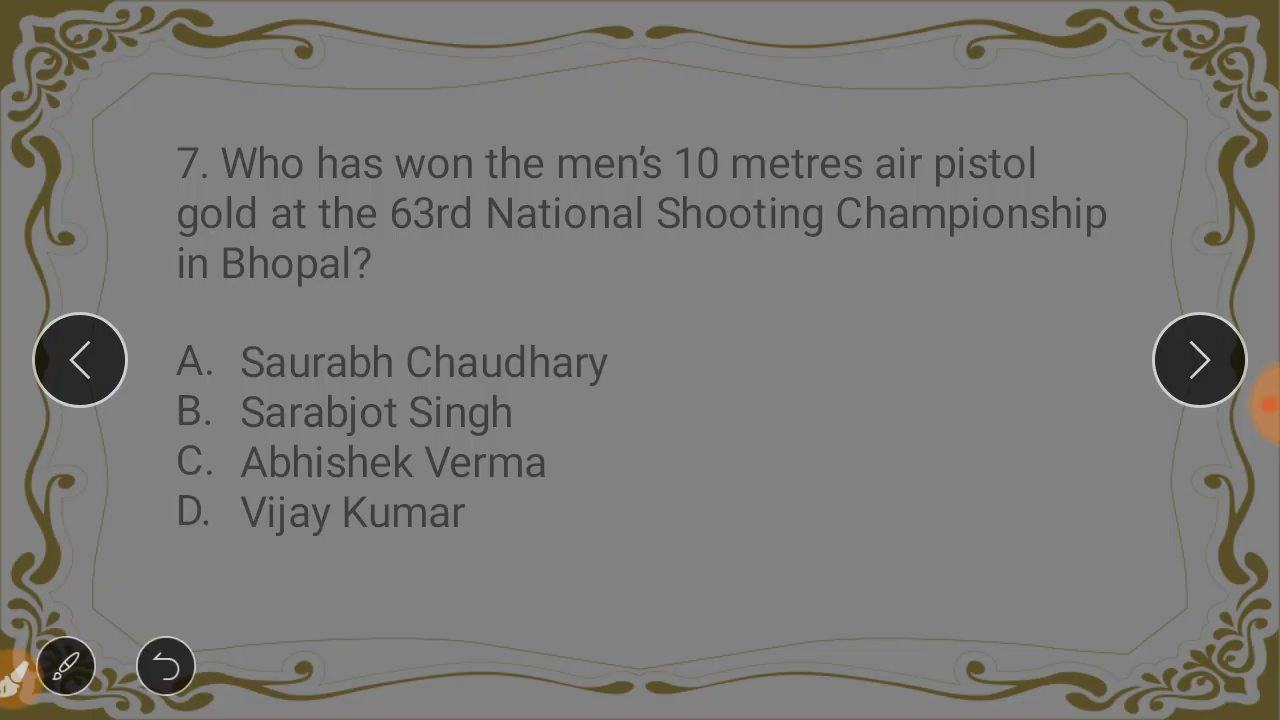 7. Who has won the men’s 10 metres air pistol
gold at the 63rd National Shooting Championship
in Bhopal?
A. Saurabh Chaudhary
B. Sarabjot Singh
C. Abhishek Verma
D. Vijay Kumar